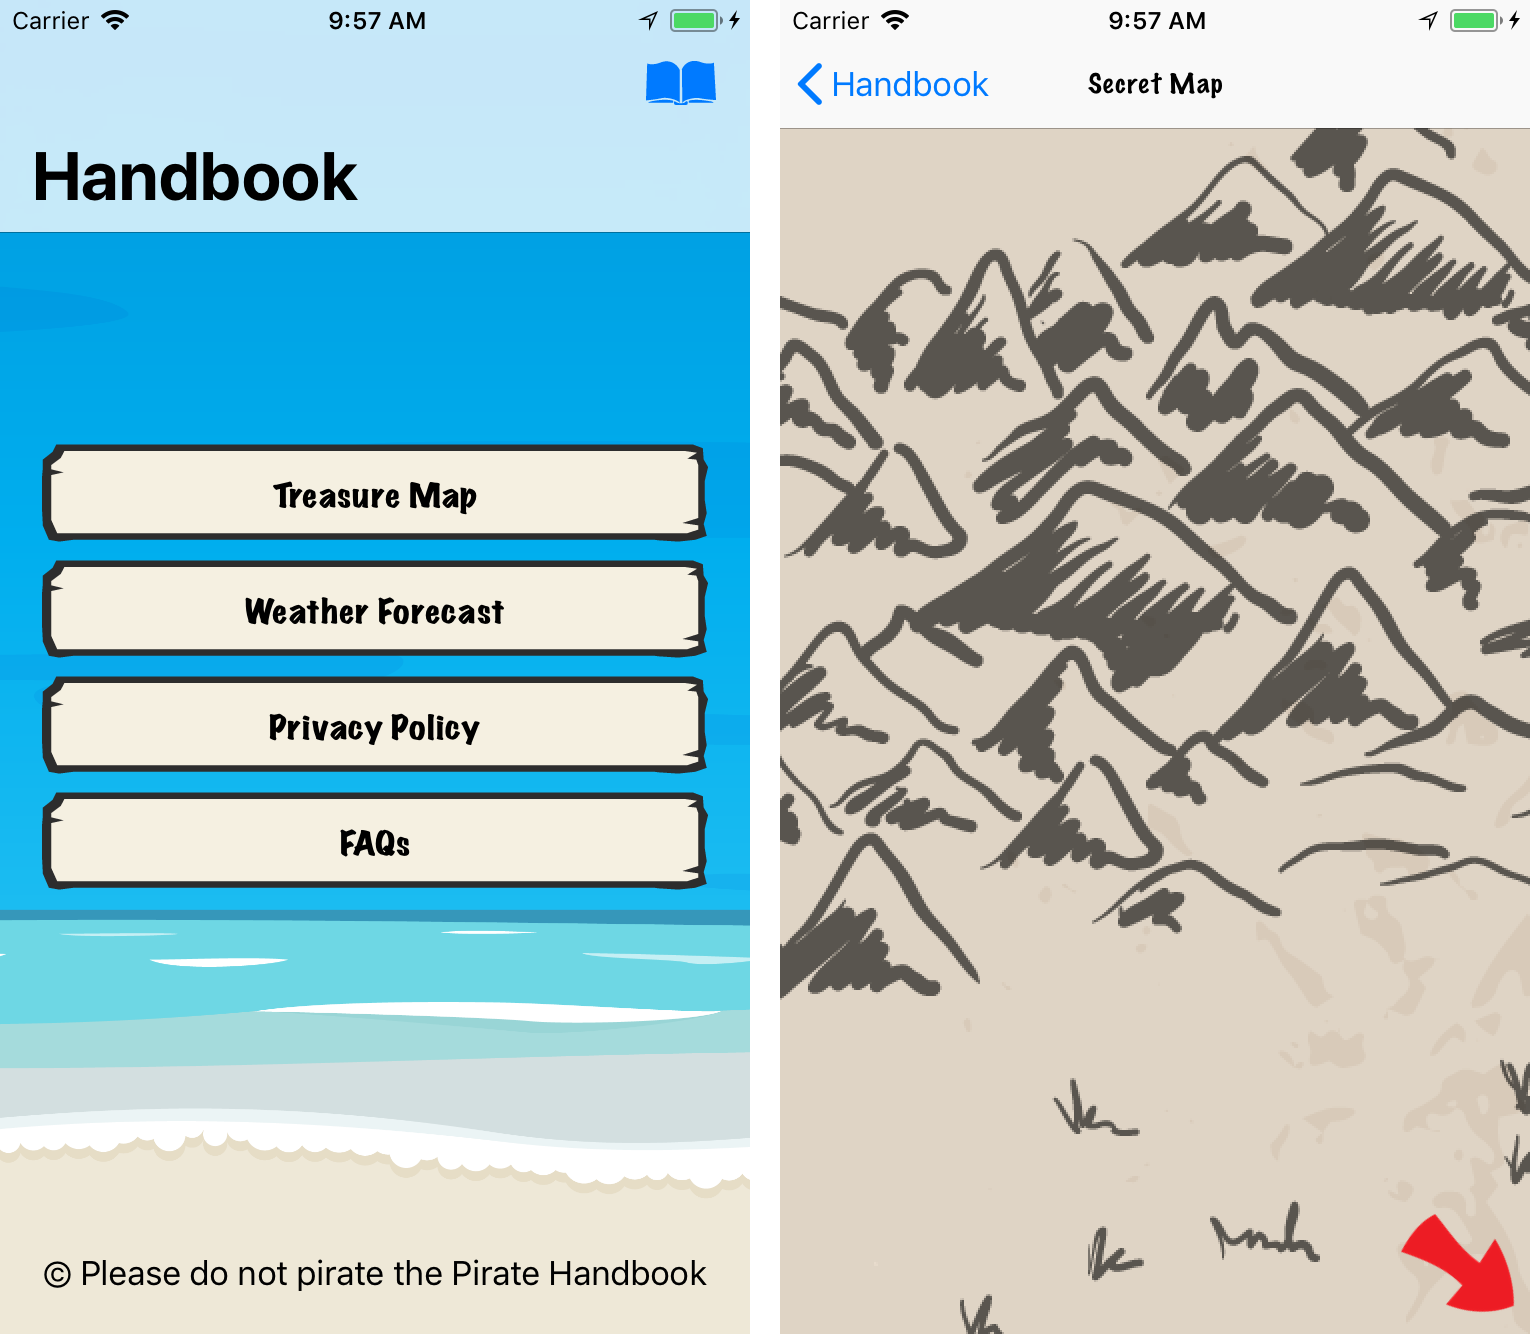 Carrier 9:57 AM
Handbook
Treasure Map
Weather Forecast
Privacy Policy
FAQs
© Please do not pirate the Pirate Handbook
Carrier 9:57 AM
Handbook Secret Map